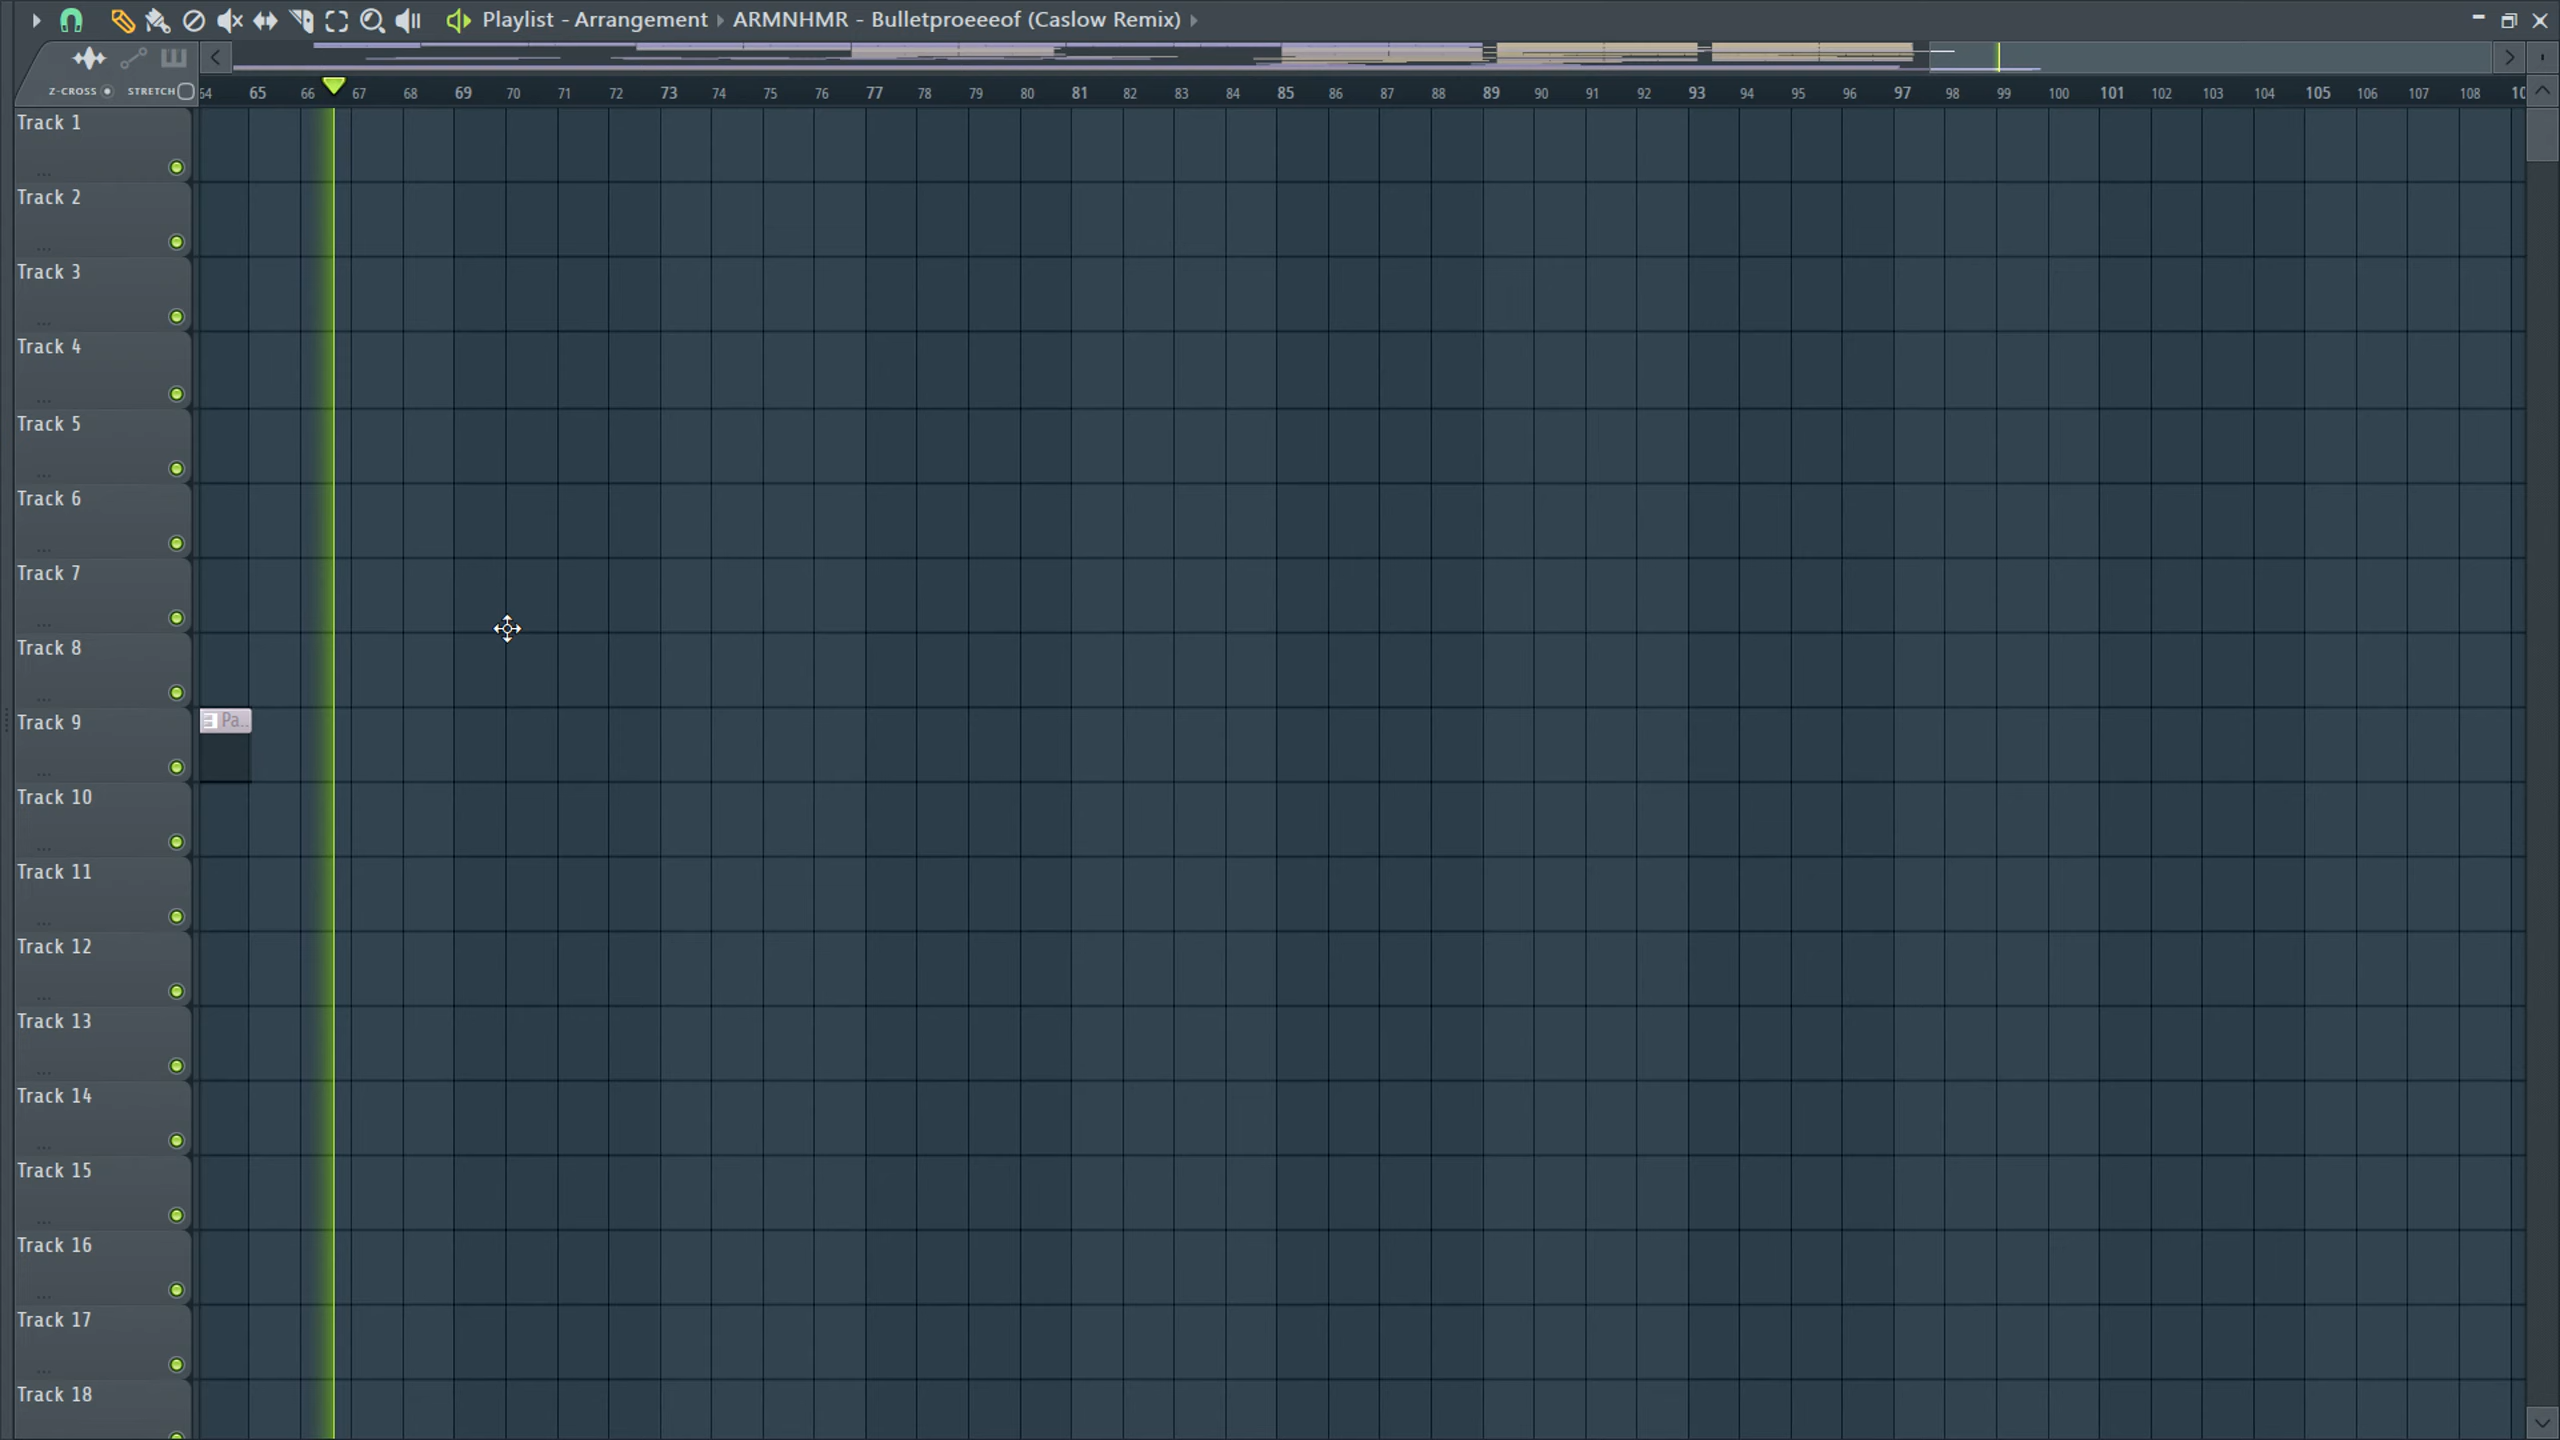 Playlist - Arrangement ARMNHMR - Bulletproeeeof (Caslow Remix)
Z-CROSS STRETCH
64 65 66 67 68 69 70 71 72 73 74 75 76 77 78 79 80 81 82 83 84 85 86 87 88 89 90 91 92 93 94 95 96 97 98 99 100 101 102 103 104 105 106 107 108
Track 1
...
Track 2
...
Track 3
...
Track 4
...
Track 5
...
Track 6
...
Track 7
...
Track 8
...
Track 9
Pa..
...
Track 10
...
Track 11
...
Track 12
...
Track 13
...
Track 14
...
Track 15
...
Track 16
...
Track 17
...
Track 18